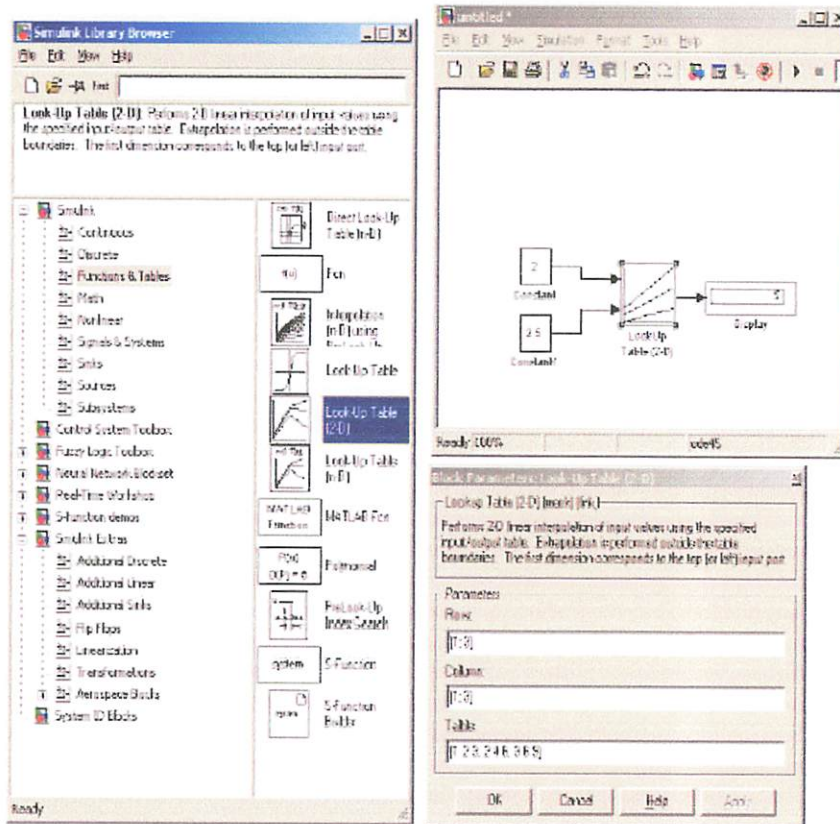 Simulink Library Browser
File Edit View Help
Find
Look-Up Table (2-D): Performs 2-D linear interpolation of input values using
the specified input/output table. Extrapolation is performed outside the table
boundaries. The first dimension corresponds to the top (or left) input port.
Simulink
Continuous
Discrete
Functions & Tables
Math
Nonlinear
Signals & Systems
Sinks
Sources
Subsystems
Control System Toolbox
Fuzzy Logic Toolbox
Neural Network Blockset
Real-Time Workshop
S-function demos
Simulink Extras
Additional Discrete
Additional Linear
Additional Sinks
Flip Flops
Linearization
Transformations
Aerospace Blocks
System ID Blocks
Direct Look-Up
Table (n-D)
f(u)
Fcn
Interpolation
(n-D) using
Look-Up Table
Look-Up Table
(2-D)
Look-Up Table
(n-D)
MATLAB
Function
MATLAB Fcn
P(u)
O(P) = 6
Polynomial
PreLook-Up
Index Search
system
S-Function
system
S-Function
Builder
Ready
untitled *
File Edit View Simulation Format Tools Help
2
Constant
2.5
Constant1
Look-Up
Table (2-D)
5
Display
Ready 100% ode45
Block Parameters: Look-Up Table (2-D)
Lookup Table (2-D) (mask) (link)
Performs 2-D linear interpolation of input values using the specified
input/output table. Extrapolation is performed outside the table
boundaries. The first dimension corresponds to the top (or left) input port.
Parameters
Row:
[1:3]
Column:
[1:3]
Table:
[1 2 3; 2 4 6; 3 6 9]
OK Cancel Help Apply